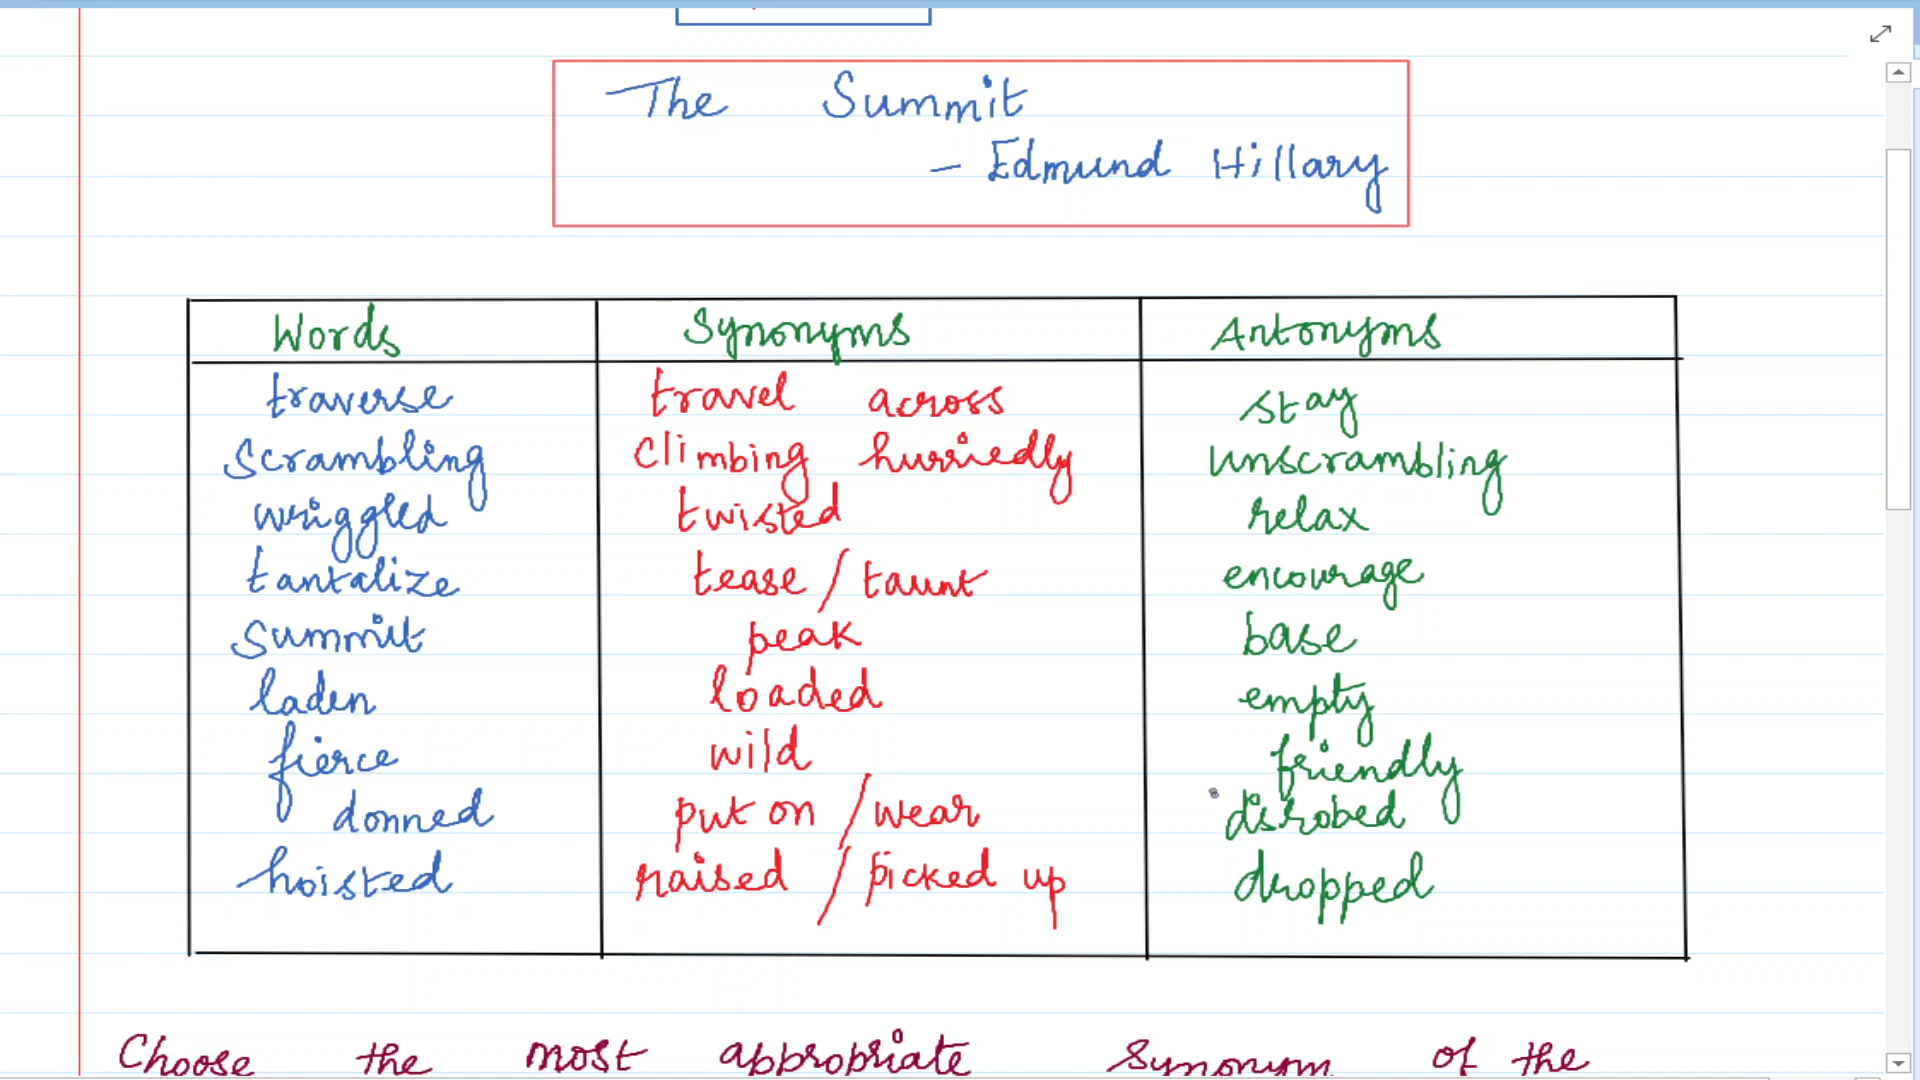 The Summit
- Edmund Hillary
Words Synonyms Antonyms
traverse travel across stay
Scrambling climbing hurriedly unscrambling
wriggled twisted relax
tantalize tease / taunt encourage
Summit peak base
laden loaded empty
fierce wild friendly
donned put on / wear disrobed
hoisted raised / picked up dropped
Choose the most appropriate Synonym of the